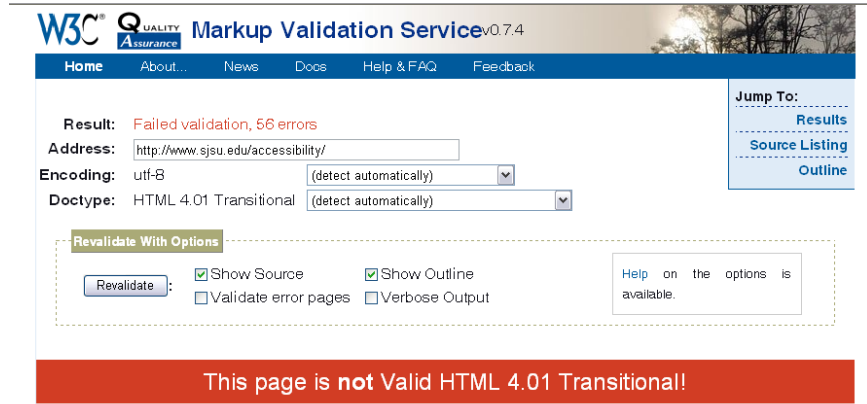 W3C® QUALITY Assurance Markup Validation Service v0.7.4
Home About... News Docs Help & FAQ Feedback
Jump To:
Results
Source Listing
Outline
Result: Failed validation, 56 errors
Address: http://www.sjsu.edu/accessibility/
Encoding: utf-8 (detect automatically)
Doctype: HTML 4.01 Transitional (detect automatically)
Revalidate With Options
Revalidate : Show Source Show Outline
Validate error pages Verbose Output
Help on the options is
available.
This page is not Valid HTML 4.01 Transitional!